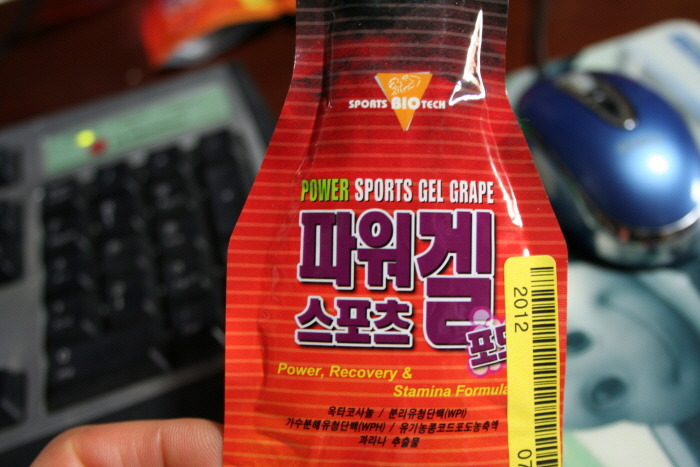 SPORTS BIOTECH
POWER SPORTS GEL GRAPE
파워겔
스포츠
Power, Recovery &
Stamina Formula
옥타코사놀 / 분리유청단백(WPI)
가수분해유청단백(WPH) / 유기농콩코드포도농축액
과라나 추출물
2012
07